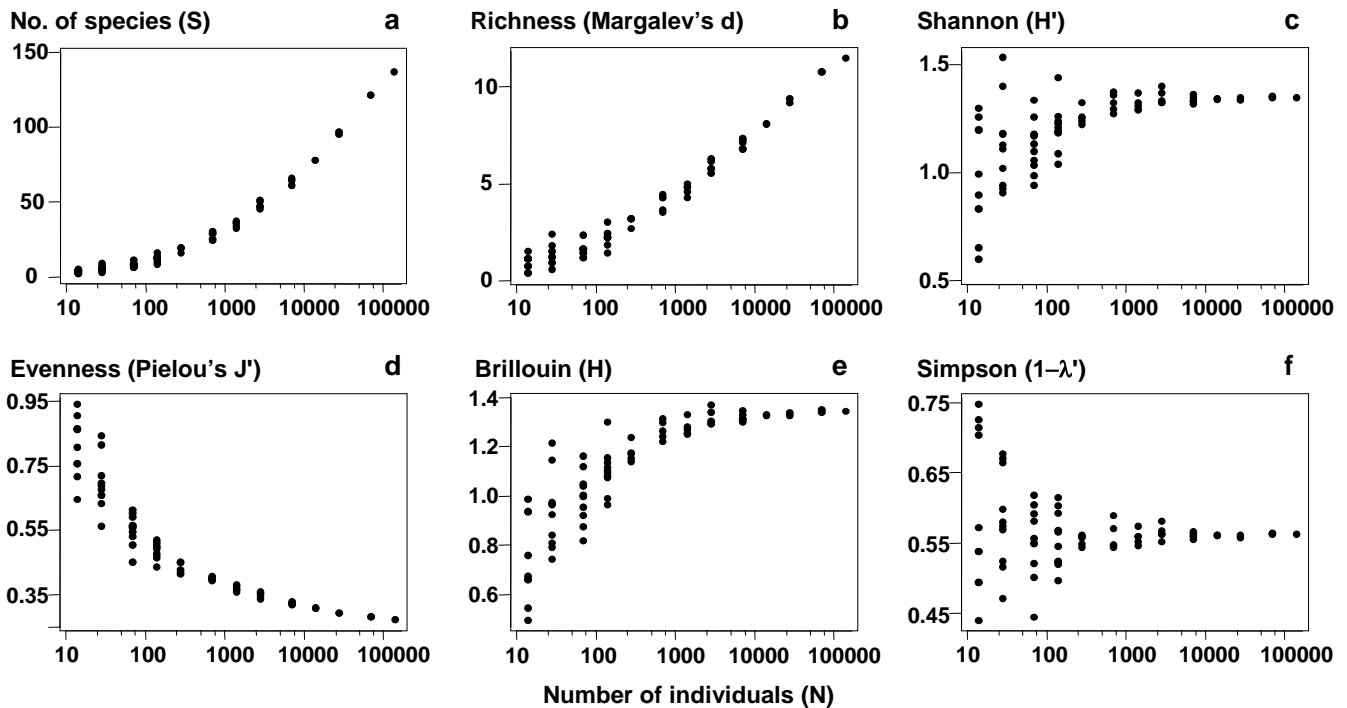 No. of species (S) a
150
100
50
0
10 100 1000 10000 100000
Richness (Margalev’s d) b
10
5
0
10 100 1000 10000 100000
Shannon (H') c
1.5
1.0
0.5
10 100 1000 10000 100000
Evenness (Pielou’s J') d
0.95
0.75
0.55
0.35
10 100 1000 10000 100000
Brillouin (H) e
1.4
1.2
1.0
0.8
0.6
10 100 1000 10000 100000
Simpson (1–λ') f
0.75
0.65
0.55
0.45
10 100 1000 10000 100000
Number of individuals (N)